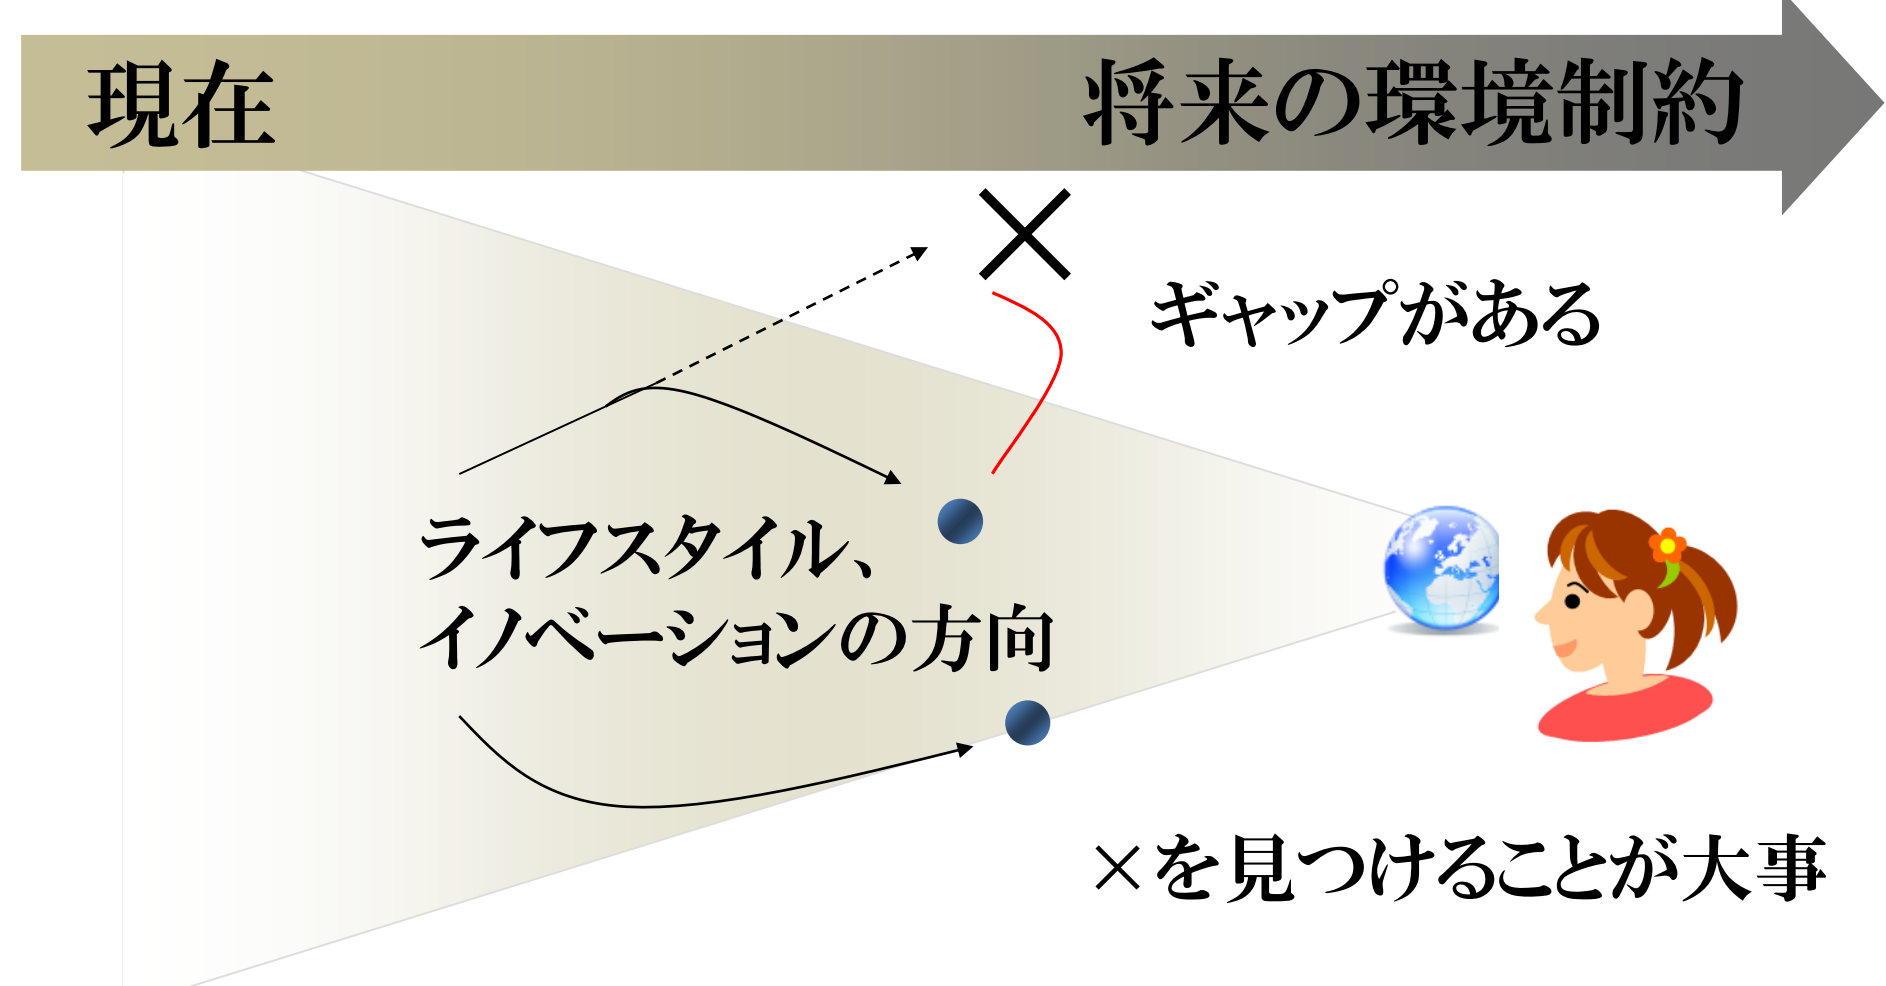 現在
将来の環境制約
ギャップがある
ライフスタイル、
イノベーションの方向
×を見つけることが大事